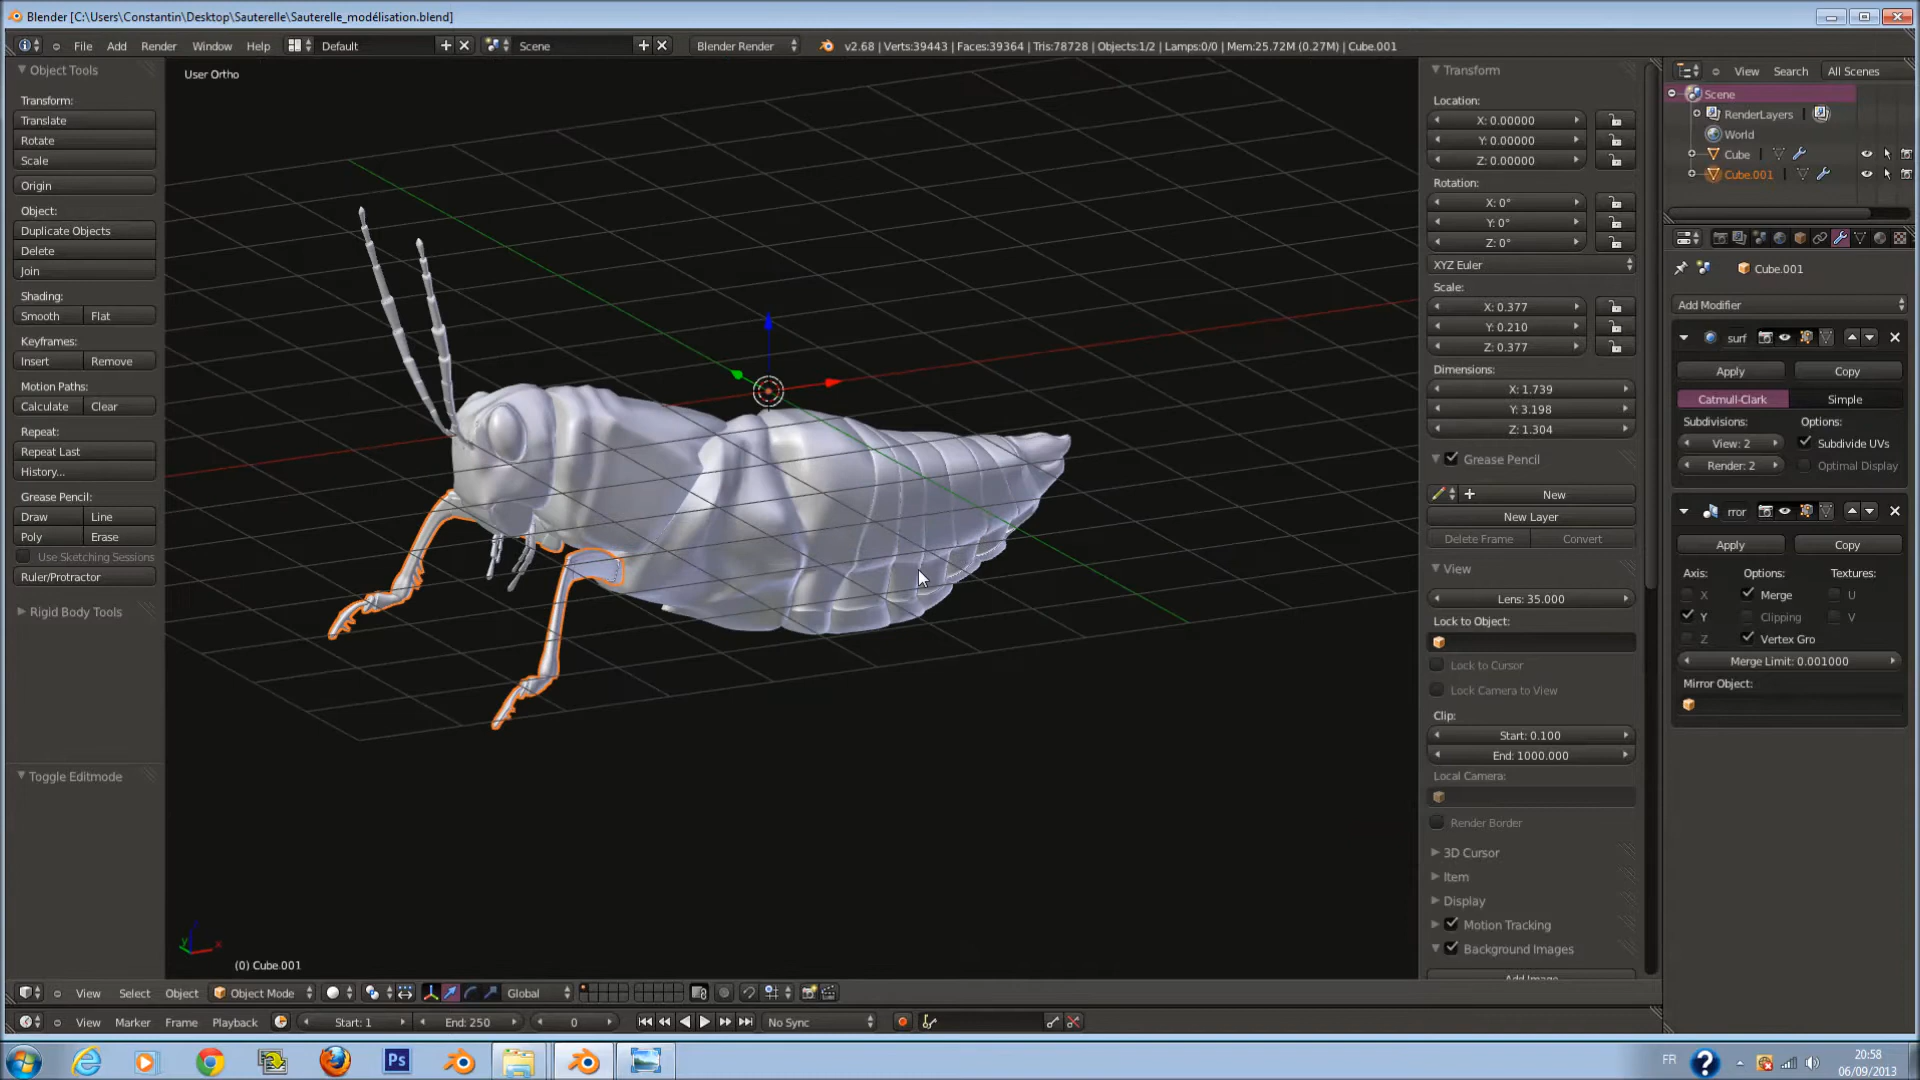 Blender [C:\Users\Constantin\Desktop\Sauterelle\Sauterelle_modélisation.blend]
File Add Render Window Help Default Scene Blender Render v2.68 | Verts:39443 | Faces:39364 | Tris:78728 | Objects:1/2 | Lamps:0/0 | Mem:25.72M (0.27M) | Cube.001
Object Tools
Transform:
Translate
Rotate
Scale
Origin
Object:
Duplicate Objects
Delete
Join
Shading:
Smooth Flat
Keyframes:
Insert Remove
Motion Paths:
Calculate Clear
Repeat:
Repeat Last
History...
Grease Pencil:
Draw Line
Poly Erase
Use Sketching Sessions
Ruler/Protractor
Rigid Body Tools
Toggle Editmode
User Ortho
y x
(0) Cube.001
Transform
Location:
X: 0.00000
Y: 0.00000
Z: 0.00000
Rotation:
X: 0°
Y: 0°
Z: 0°
XYZ Euler
Scale:
X: 0.377
Y: 0.210
Z: 0.377
Dimensions:
X: 1.739
Y: 3.198
Z: 1.304
Grease Pencil
New
New Layer
Delete Frame Convert
View
Lens: 35.000
Lock to Object:
Lock to Cursor
Lock Camera to View
Clip:
Start: 0.100
End: 1000.000
Local Camera:
Render Border
3D Cursor
Item
Display
Motion Tracking
Background Images
Add Image
View Search All Scenes
Scene
RenderLayers
World
Cube
Cube.001
Cube.001
Add Modifier
surf
Apply Copy
Catmull-Clark Simple
Subdivisions: Options:
View: 2 Subdivide UVs
Render: 2 Optimal Display
rror
Apply Copy
Axis: Options: Textures:
X Merge U
Y Clipping V
Z Vertex Gro
Merge Limit: 0.001000
Mirror Object:
View Select Object Object Mode Global
View Marker Frame Playback Start: 1 End: 250 0 No Sync
Ps
FR
20:58
06/09/2013